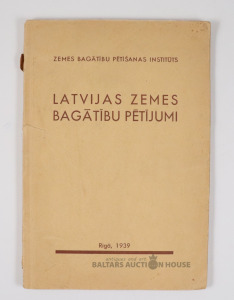 ZEMES BAGĀTĪBU PĒTĪŠANAS INSTITŪTS
LATVIJAS ZEMES
BAGĀTĪBU PĒTĪJUMI
Rīgā, 1939
BALTARS AUCTION HOUSE